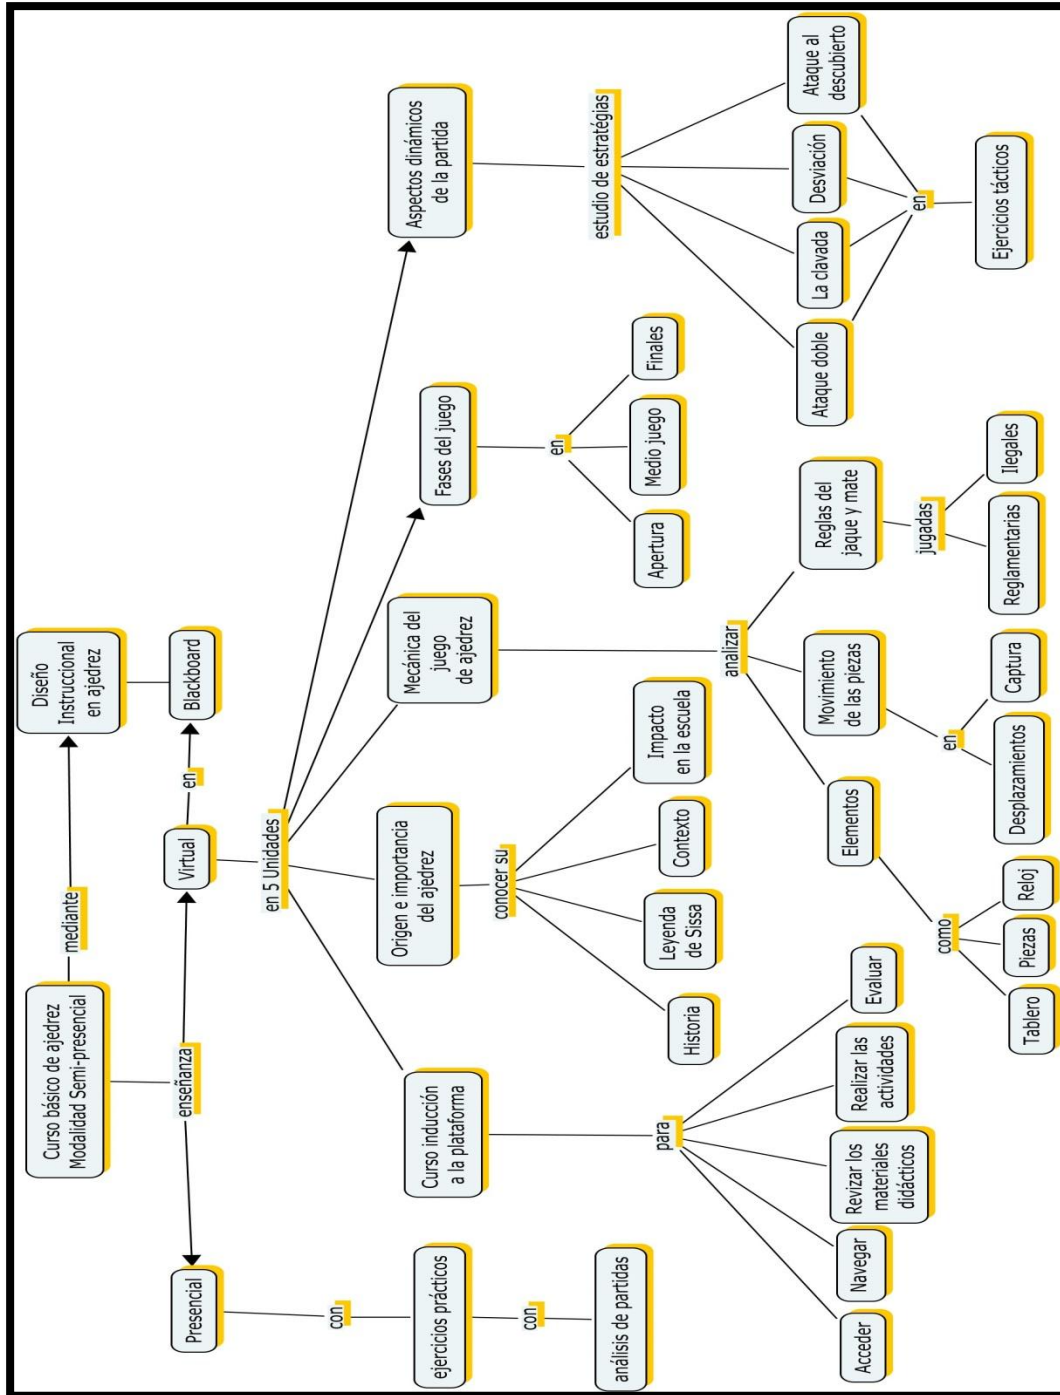 Curso básico de ajedrez
Modalidad Semi-presencial
mediante
Diseño
Instruccional
en ajedrez
enseñanza
Presencial
Virtual
en
Blackboard
con
ejercicios prácticos
con
análisis de partidas
en 5 Unidades
Curso inducción
a la plataforma
Origen e importancia
del ajedrez
Mecánica del
juego
de ajedrez
Fases del juego
Aspectos dinámicos
de la partida
para
Acceder
Navegar
Revizar los
materiales
didácticos
Realizar las
actividades
Evaluar
conocer su
Historia
Leyenda
de Sissa
Contexto
Impacto
en la escuela
analizar
Elementos
Movimiento
de las piezas
Reglas del
jaque y mate
como
Tablero
Piezas
Reloj
en
Desplazamientos
Captura
jugadas
Reglamentarias
Ilegales
en
Apertura
Medio juego
Finales
estudio de estratégias
Ataque doble
La clavada
Desviación
Ataque al
descubierto
en
Ejercicios tácticos